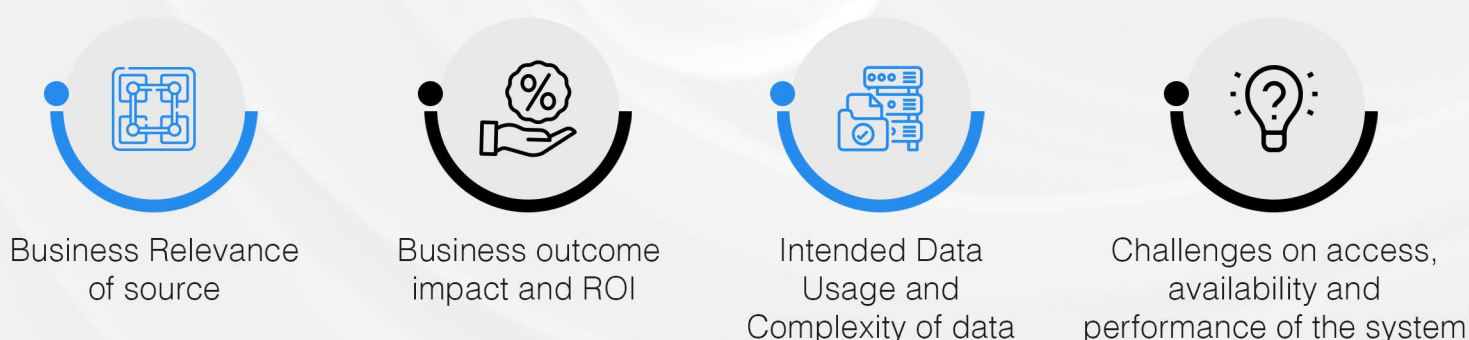 Business Relevance
of source
Business outcome
impact and ROI
Intended Data
Usage and
Complexity of data
Challenges on access,
availability and
performance of the system